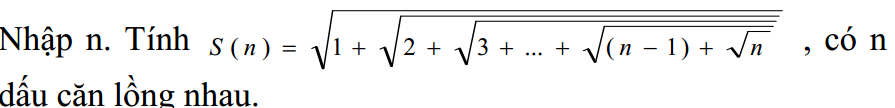 Nhập n. Tính S(n) = √(1 + √(2 + √(3 + ... + √((n − 1) + √n)))) , có n
dấu căn lồng nhau.